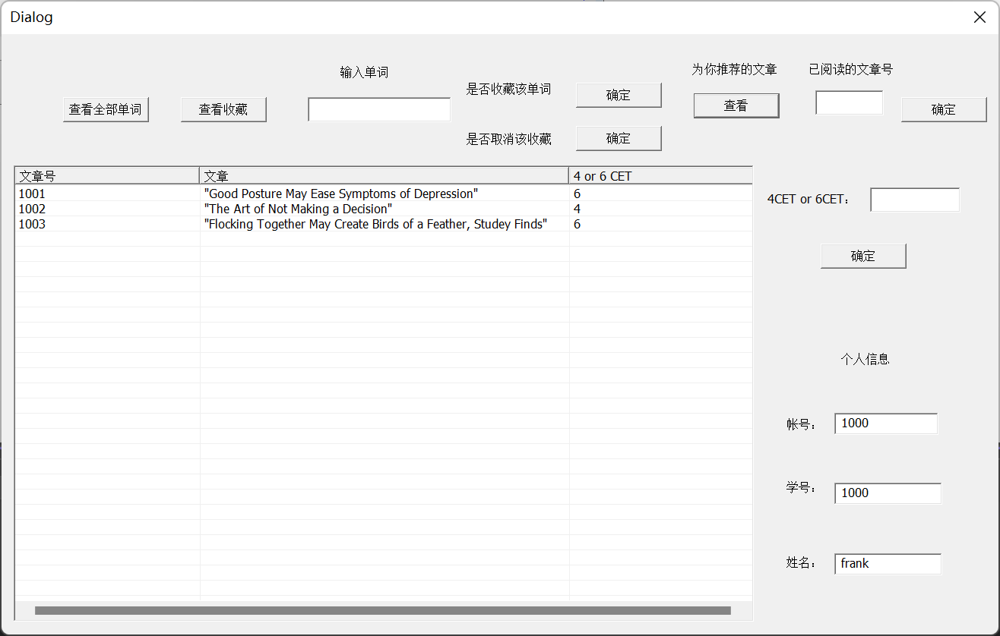 Dialog
为你推荐的文章 已阅读的文章号
输入单词
是否收藏该单词 确定
查看全部单词 查看收藏 查看 确定
是否取消该收藏 确定
文章号 文章 4 or 6 CET
1001 "Good Posture May Ease Symptoms of Depression" 6
1002 "The Art of Not Making a Decision" 4
1003 "Flocking Together May Create Birds of a Feather, Studey Finds" 6
4CET or 6CET：
确定
个人信息
帐号： 1000
学号： 1000
姓名： frank